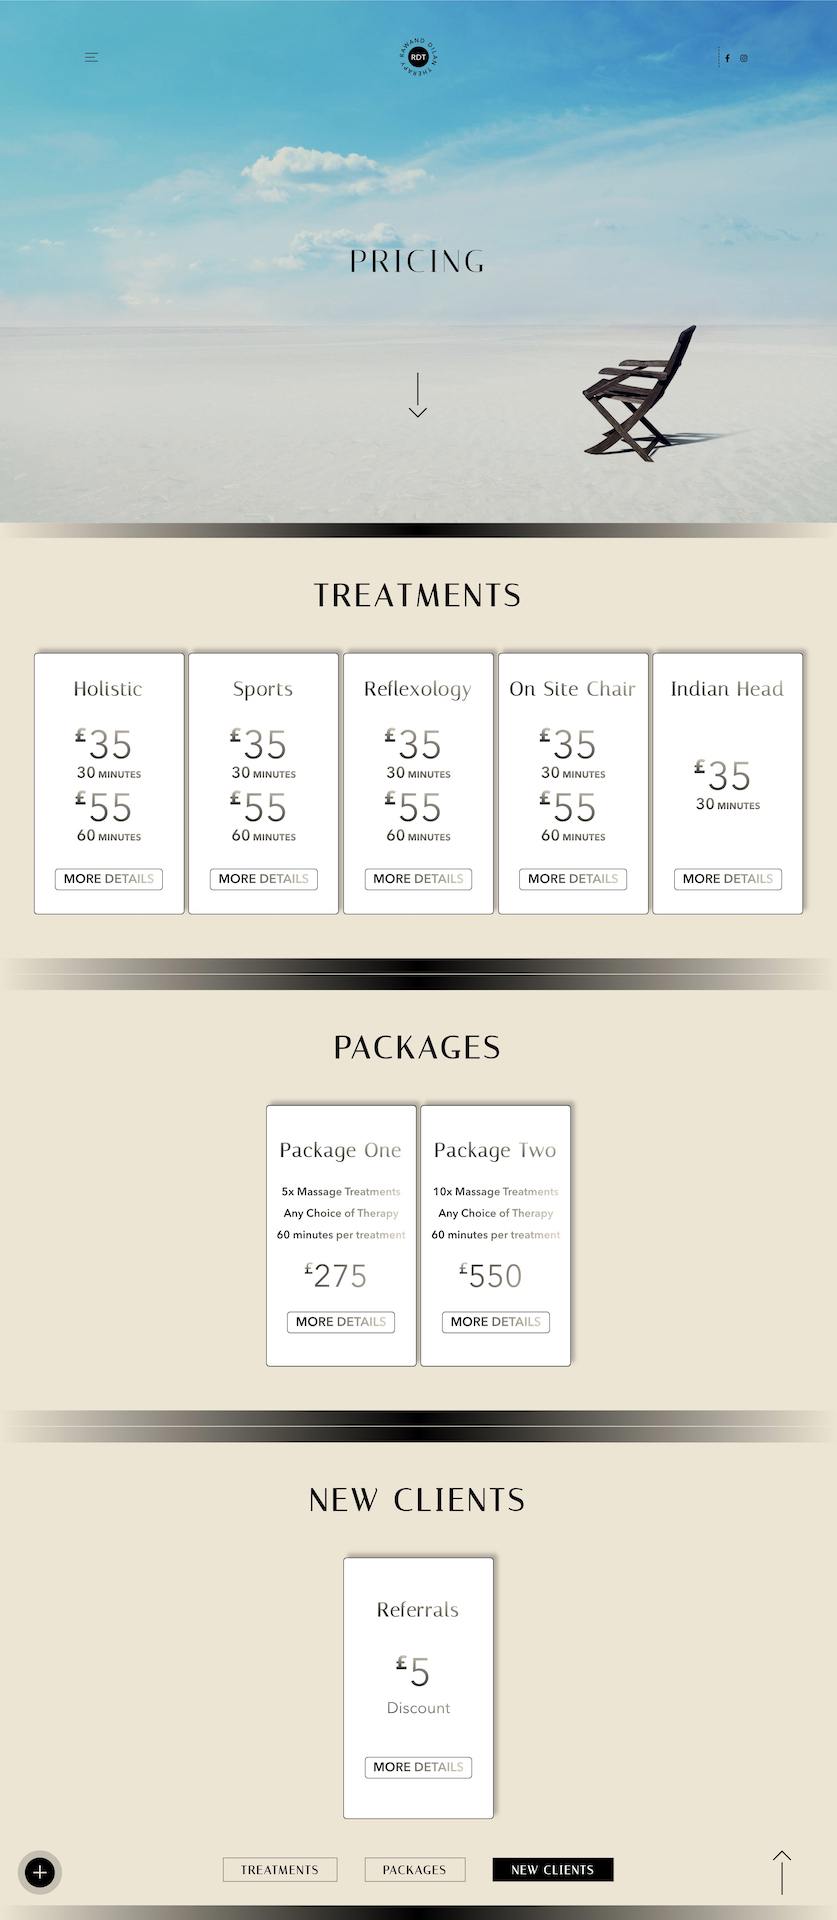 RAWAND DILAN THERAPY
RDT
PRICING
TREATMENTS
Holistic
£35
30 MINUTES
£55
60 MINUTES
MORE DETAILS
Sports
£35
30 MINUTES
£55
60 MINUTES
MORE DETAILS
Reflexology
£35
30 MINUTES
£55
60 MINUTES
MORE DETAILS
On Site Chair
£35
30 MINUTES
£55
60 MINUTES
MORE DETAILS
Indian Head
£35
30 MINUTES
MORE DETAILS
PACKAGES
Package One
5x Massage Treatments
Any Choice of Therapy
60 minutes per treatment
£275
MORE DETAILS
Package Two
10x Massage Treatments
Any Choice of Therapy
60 minutes per treatment
£550
MORE DETAILS
NEW CLIENTS
Referrals
£5
Discount
MORE DETAILS
TREATMENTS
PACKAGES
NEW CLIENTS